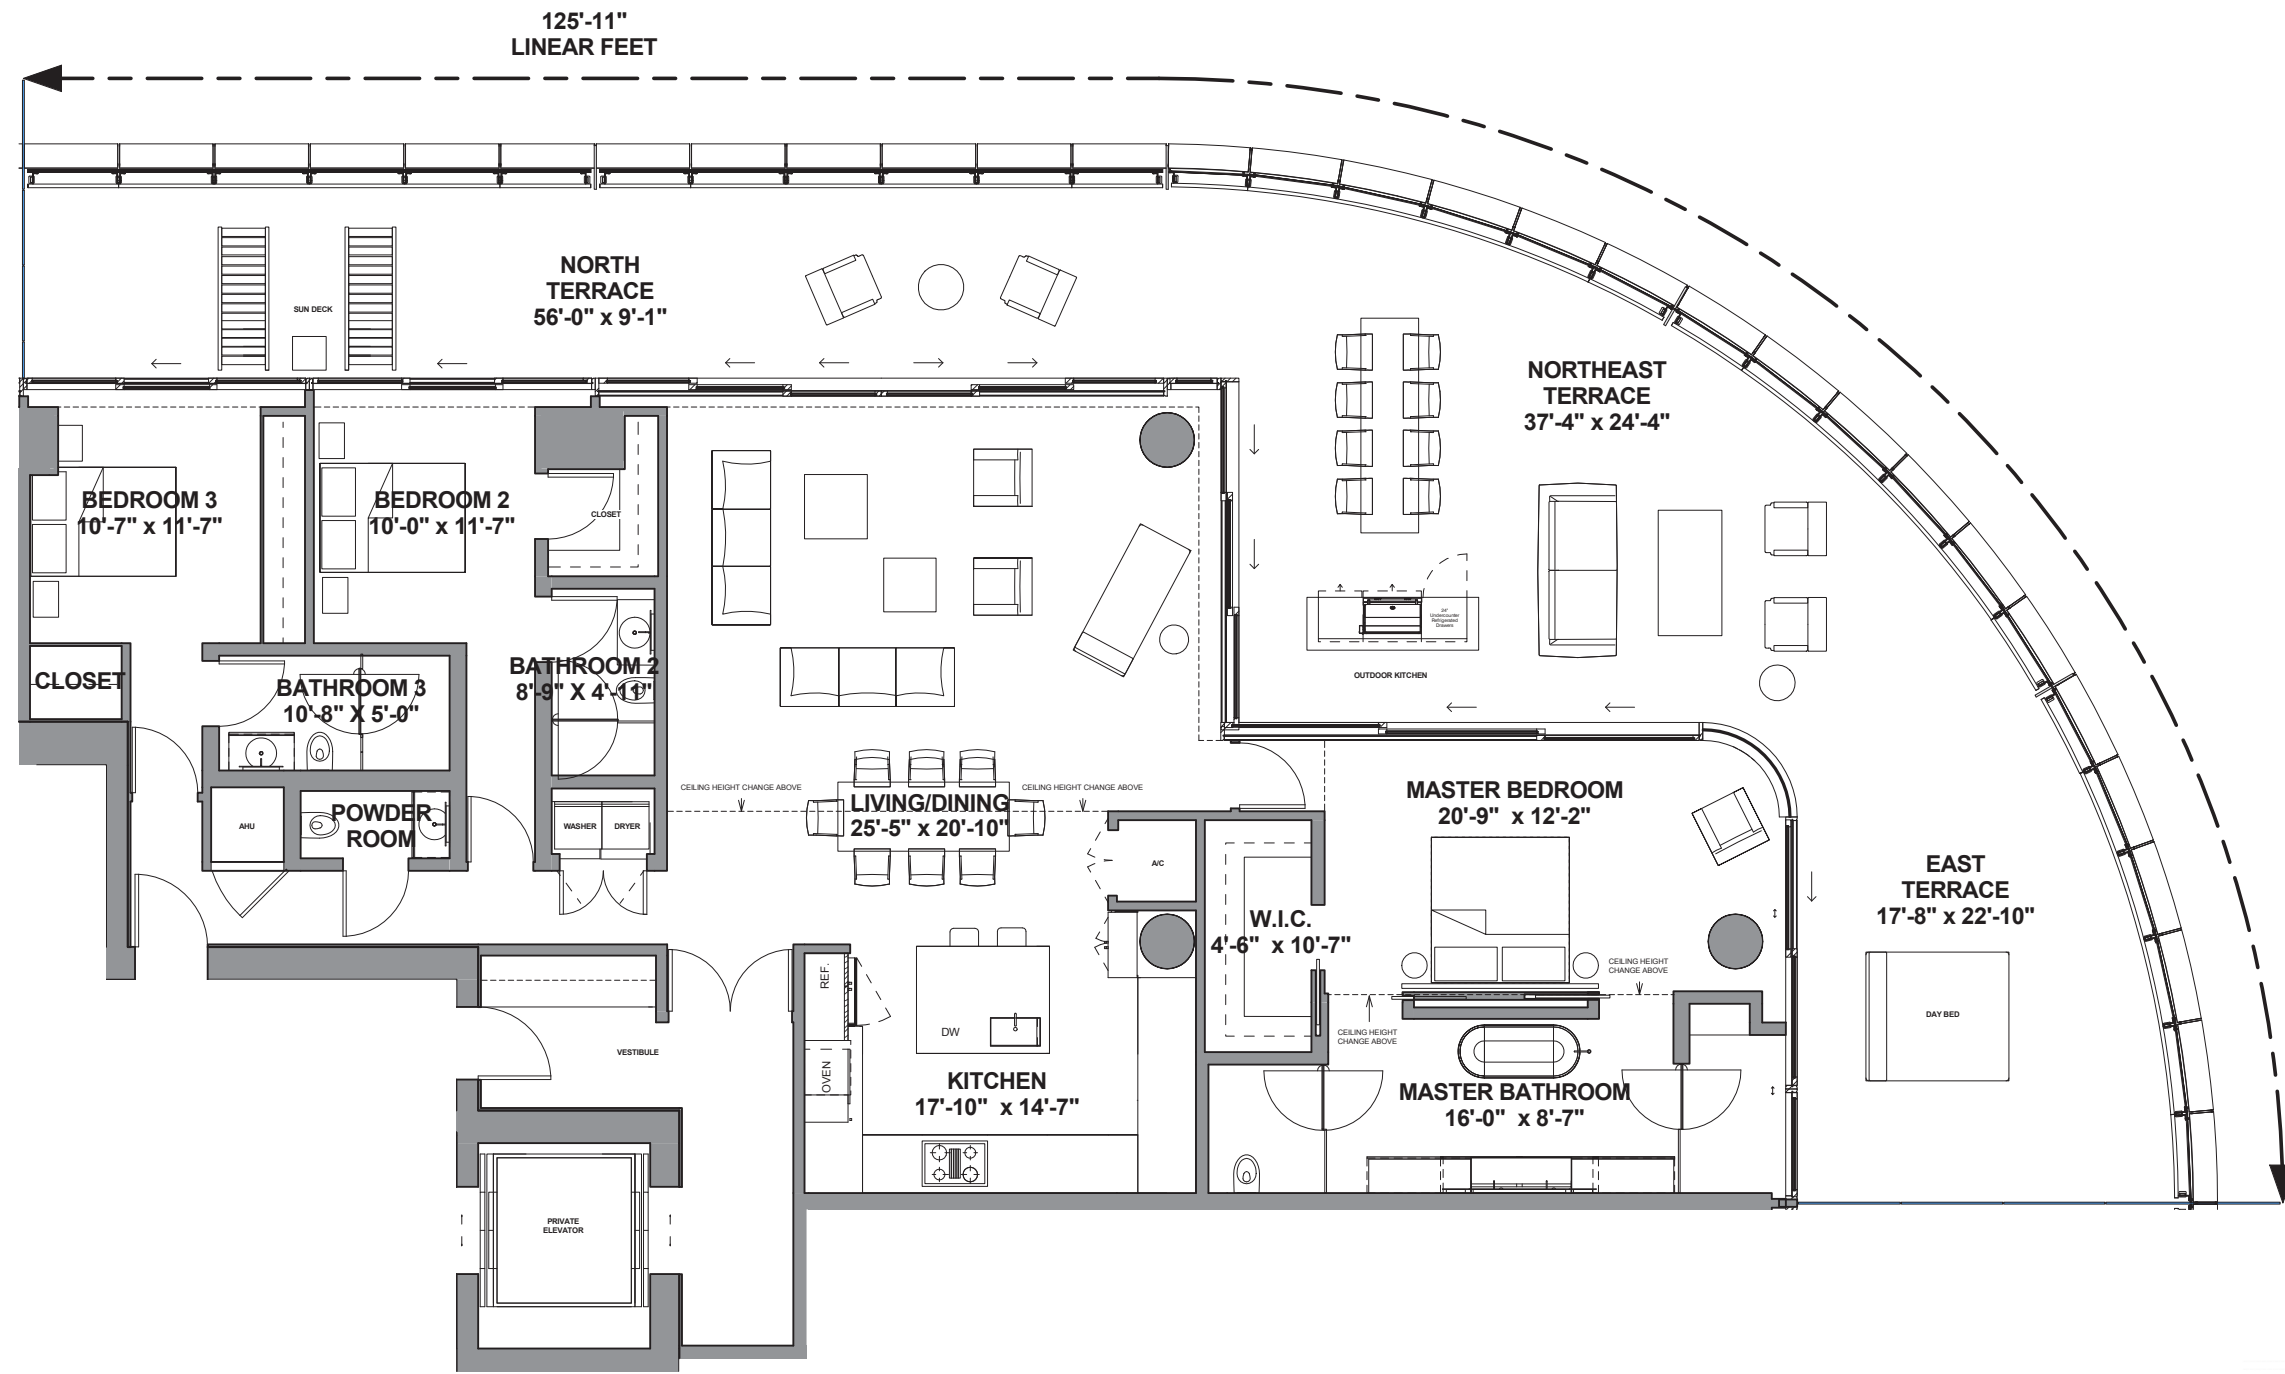 125'-11"
LINEAR FEET
NORTH
TERRACE
56'-0" x 9'-1"
SUN DECK
NORTHEAST
TERRACE
37'-4" x 24'-4"
BEDROOM 3
10'-7" x 11'-7"
BEDROOM 2
10'-0" x 11'-7"
CLOSET
24"
Undercounter
Refrigerated
Drawers
OUTDOOR KITCHEN
CLOSET
BATHROOM 3
10'-8" X 5'-0"
BATHROOM 2
8'-9" X 4'-11"
CEILING HEIGHT CHANGE ABOVE
CEILING HEIGHT CHANGE ABOVE
LIVING/DINING
25'-5" x 20'-10"
MASTER BEDROOM
20'-9" x 12'-2"
AHU
POWDER
ROOM
WASHER
DRYER
A/C
EAST
TERRACE
17'-8" x 22'-10"
W.I.C.
4'-6" x 10'-7"
REF.
CEILING HEIGHT
CHANGE ABOVE
CEILING HEIGHT
CHANGE ABOVE
DAY BED
DW
VESTIBULE
OVEN
KITCHEN
17'-10" x 14'-7"
MASTER BATHROOM
16'-0" x 8'-7"
PRIVATE
ELEVATOR